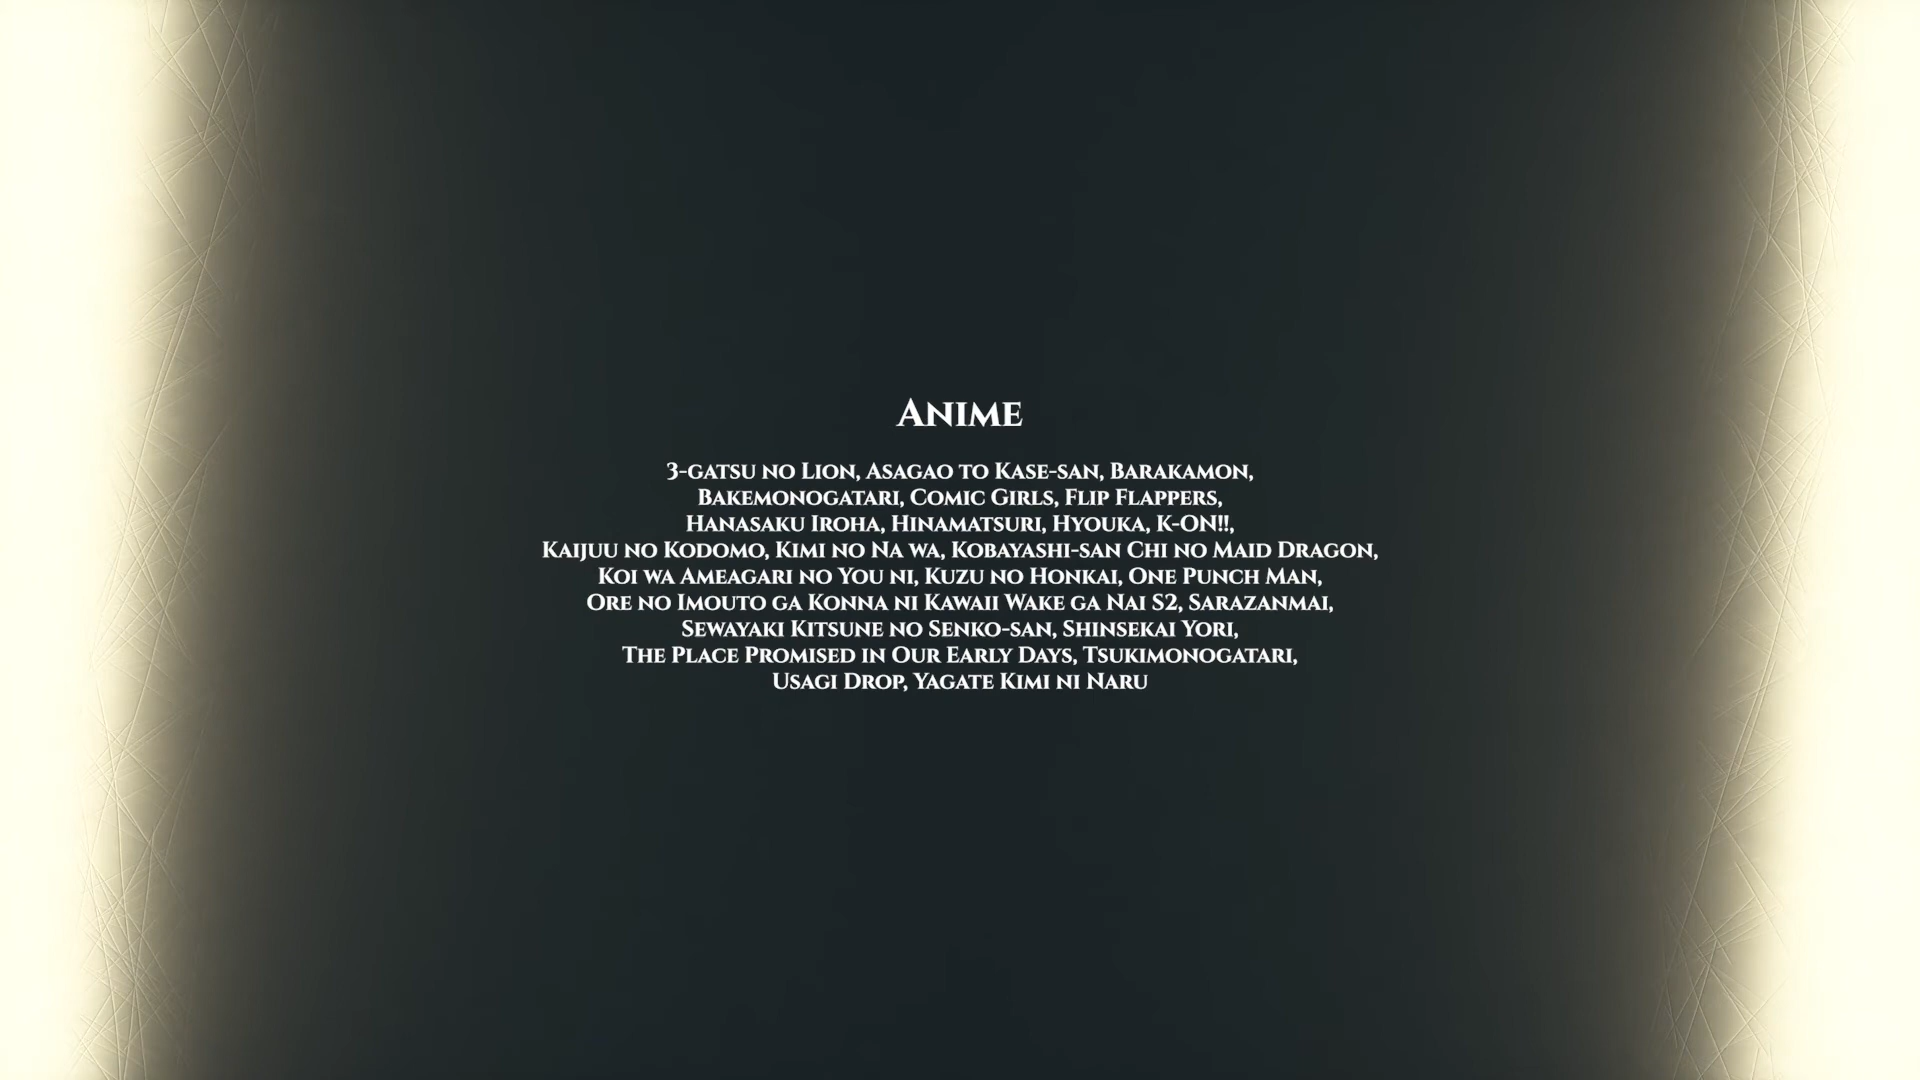 Anime
3-gatsu no Lion, Asagao to Kase-san, Barakamon,
Bakemonogatari, Comic Girls, Flip Flappers,
Hanasaku Iroha, Hinamatsuri, Hyouka, K-ON!!,
Kaijuu no Kodomo, Kimi no Na wa, Kobayashi-san Chi no Maid Dragon,
Koi wa Ameagari no You ni, Kuzu no Honkai, One Punch Man,
Ore no Imouto ga Konna ni Kawaii Wake ga Nai S2, Sarazanmai,
Sewayaki Kitsune no Senko-san, Shinsekai Yori,
The Place Promised in Our Early Days, Tsukimonogatari,
Usagi Drop, Yagate Kimi ni Naru